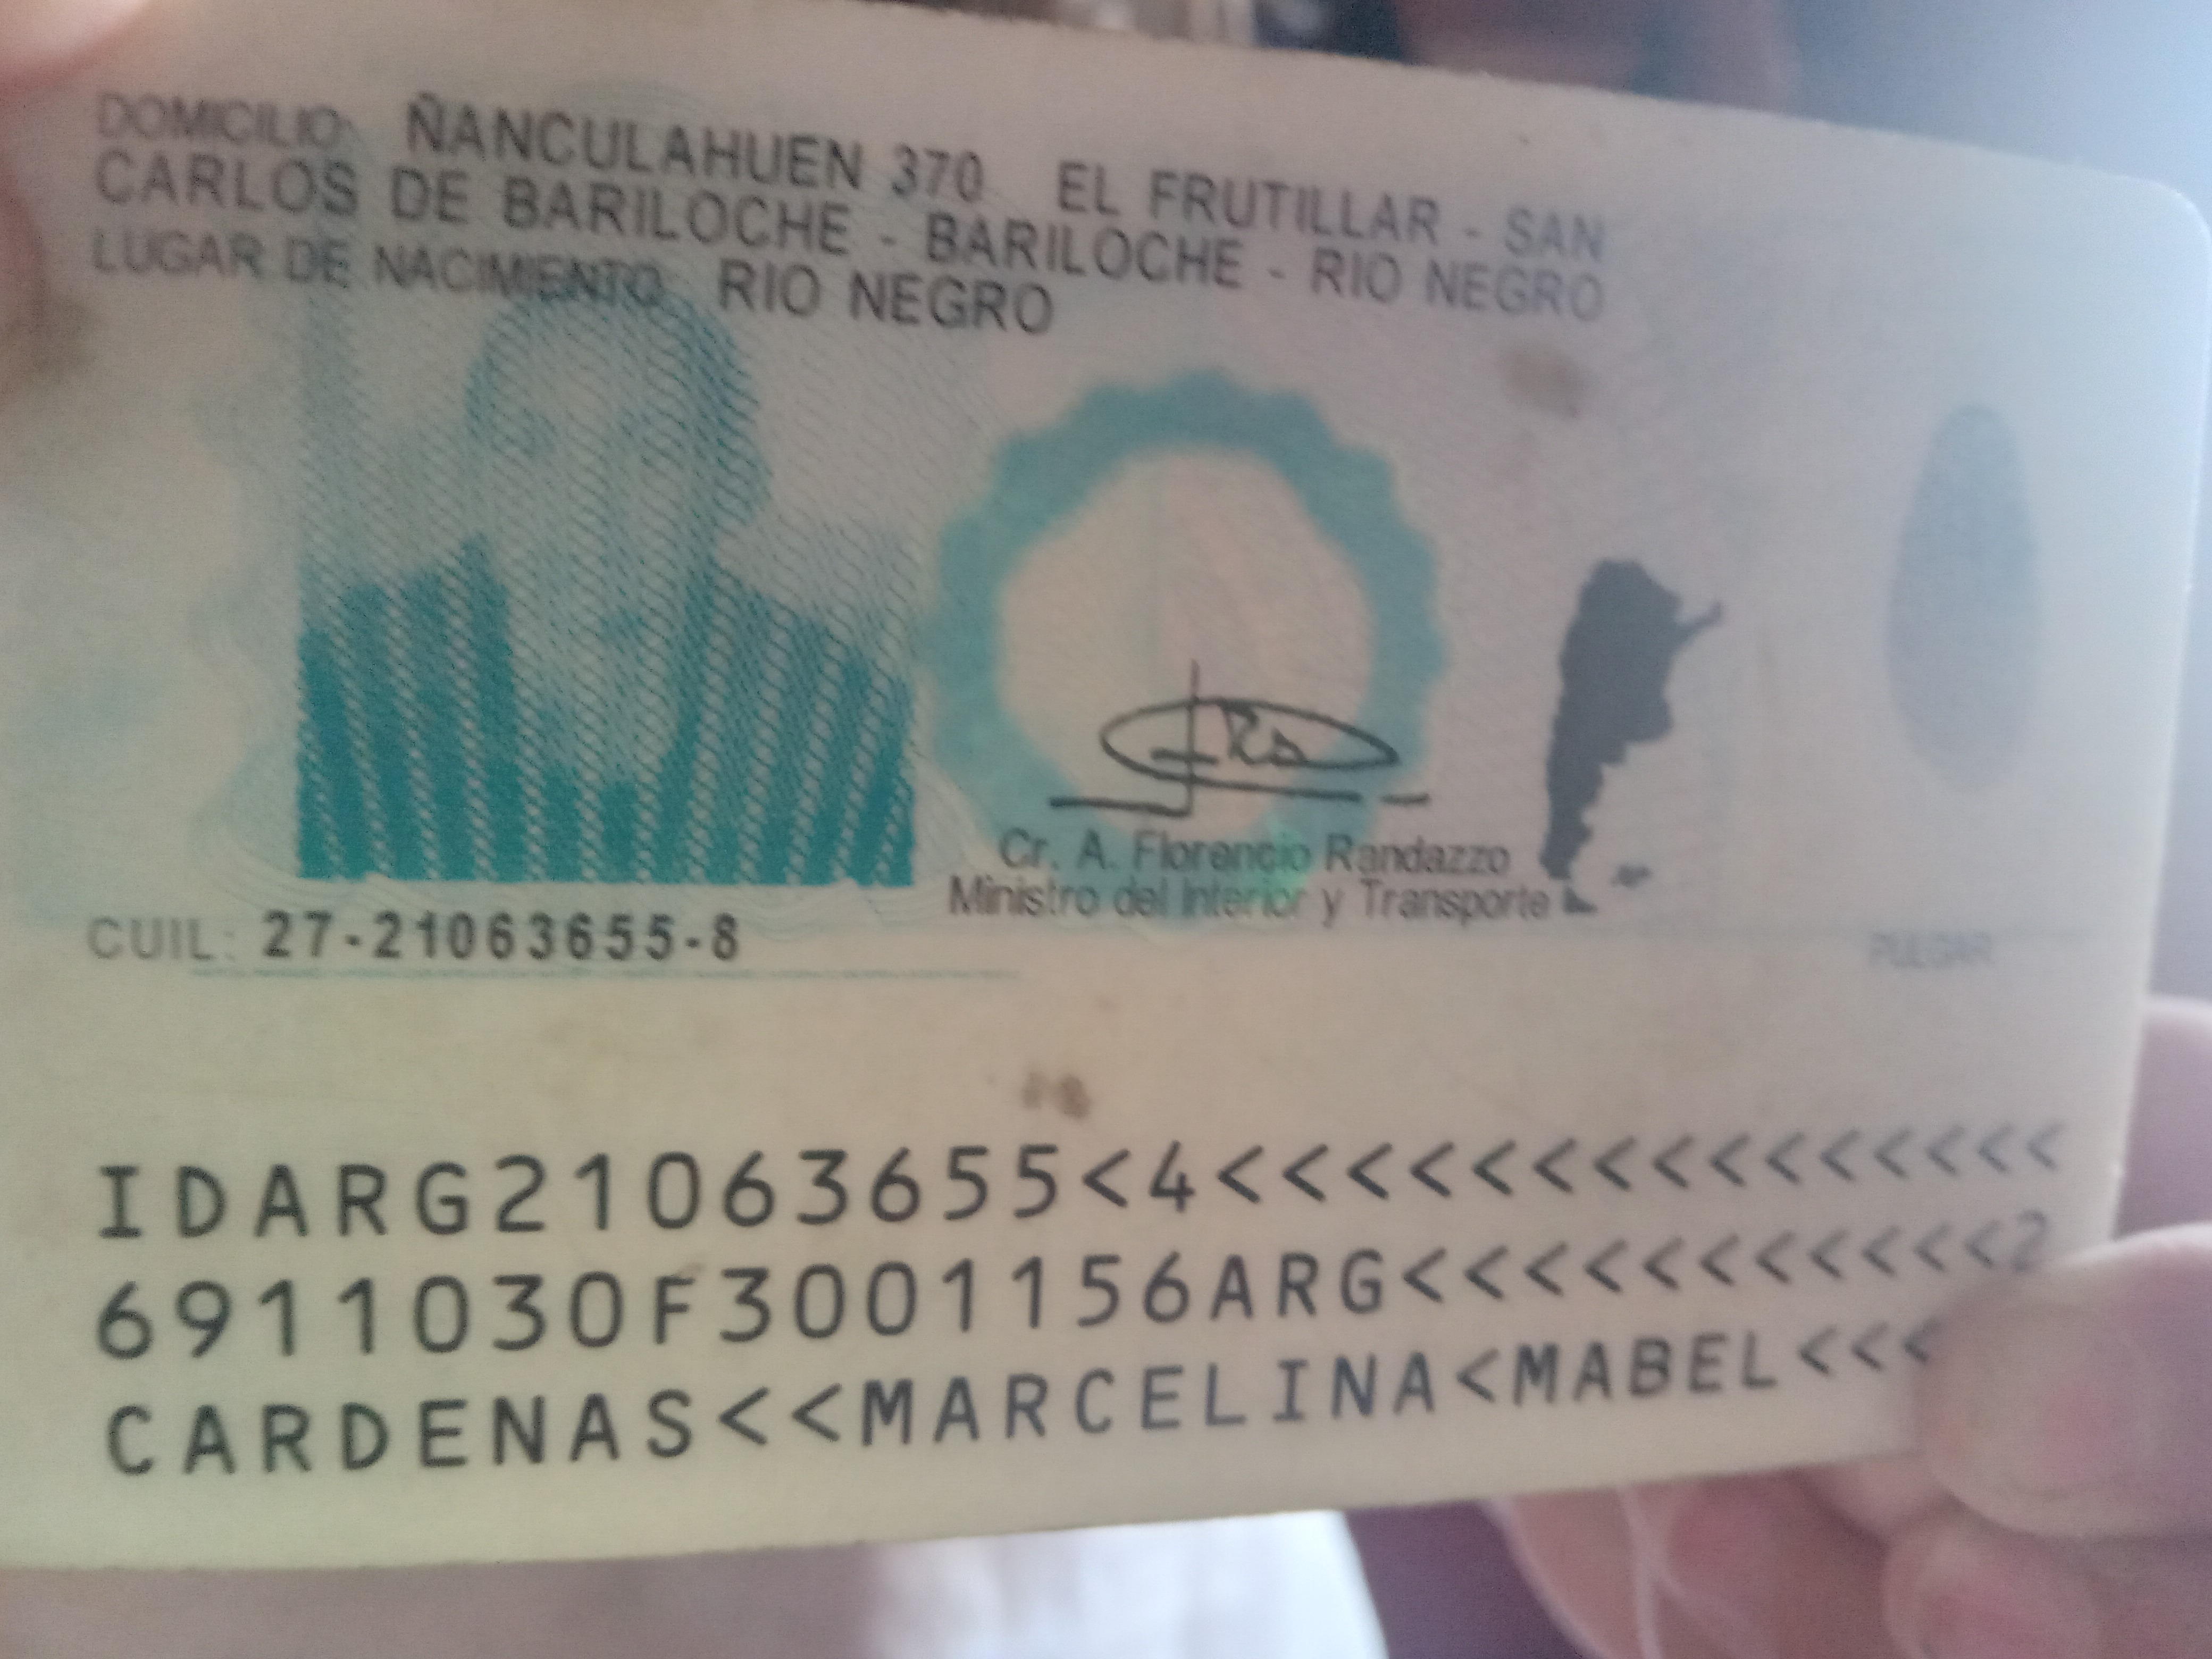 DOMICILIO: ÑANCULAHUEN 370 EL FRUTILLAR - SAN
CARLOS DE BARILOCHE - BARILOCHE - RIO NEGRO
LUGAR DE NACIMIENTO: RIO NEGRO
Cr. A. Florencio Randazzo
Ministro del Interior y Transporte
CUIL: 27-21063655-8
PULGAR
IDARG21063655<4<<<<<<<<<<<<<<<
6911030F3001156ARG<<<<<<<<<<<2
CARDENAS<<MARCELINA<MABEL<<<